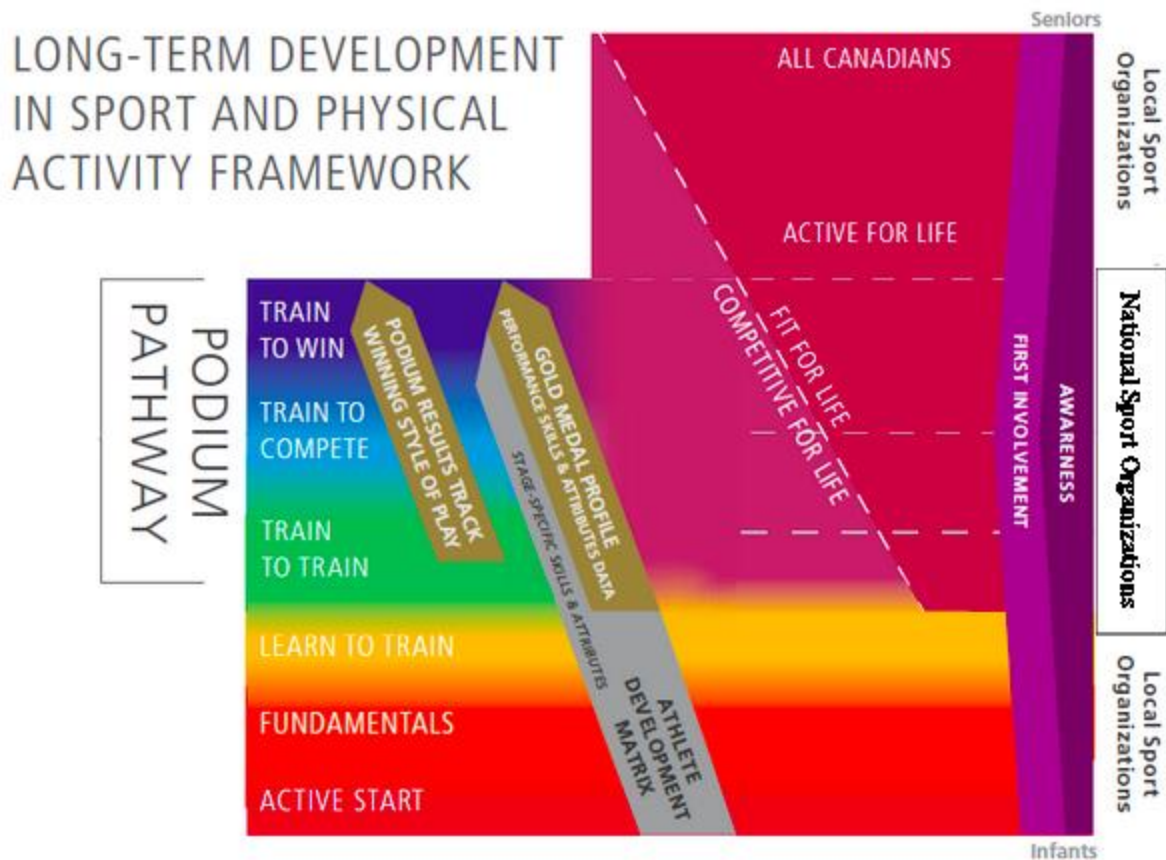 LONG-TERM DEVELOPMENT
IN SPORT AND PHYSICAL
ACTIVITY FRAMEWORK
Seniors
ALL CANADIANS
Local Sport
Organizations
ACTIVE FOR LIFE
PODIUM
PATHWAY
TRAIN
TO WIN
TRAIN TO
COMPETE
TRAIN
TO TRAIN
LEARN TO TRAIN
FUNDAMENTALS
ACTIVE START
PODIUM RESULTS TRACK
WINNING STYLE OF PLAY
GOLD MEDAL PROFILE
PERFORMANCE SKILLS & ATTRIBUTES DATA
STAGE-SPECIFIC SKILLS & ATTRIBUTES
ATHLETE
DEVELOPMENT
MATRIX
FIT FOR LIFE
COMPETITIVE FOR LIFE
FIRST INVOLVEMENT
AWARENESS
National Sport Organizations
Local Sport
Organizations
Infants